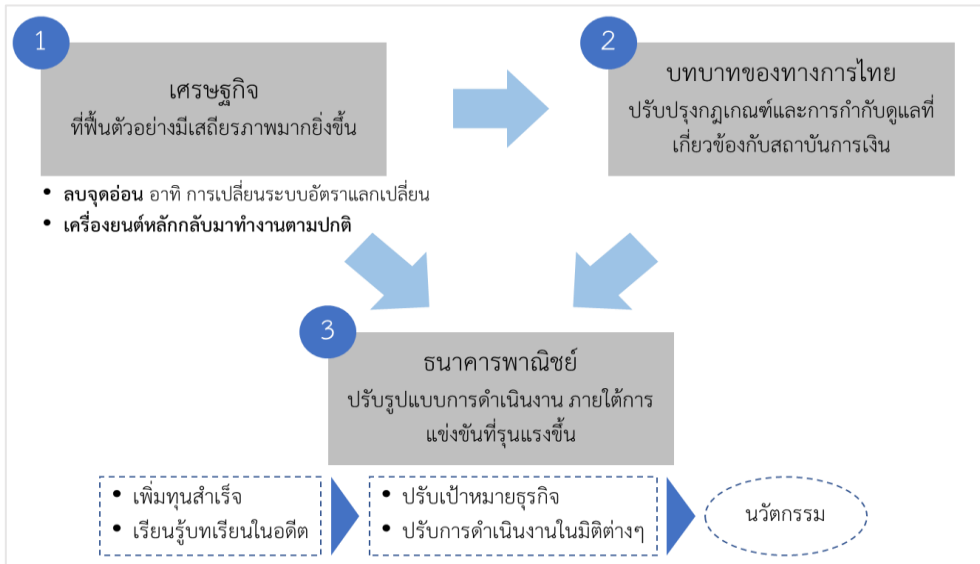 1
เศรษฐกิจ
ที่ฟื้นตัวอย่างมีเสถียรภาพมากยิ่งขึ้น
• ลบจุดอ่อน อาทิ การเปลี่ยนระบบอัตราแลกเปลี่ยน
• เครื่องยนต์หลักกลับมาทำงานตามปกติ
2
บทบาทของทางการไทย
ปรับปรุงกฎเกณฑ์และการกำกับดูแลที่
เกี่ยวข้องกับสถาบันการเงิน
3
ธนาคารพาณิชย์
ปรับรูปแบบการดำเนินงาน ภายใต้การ
แข่งขันที่รุนแรงขึ้น
• เพิ่มทุนสำเร็จ
• เรียนรู้บทเรียนในอดีต
• ปรับเป้าหมายธุรกิจ
• ปรับการดำเนินงานในมิติต่างๆ
นวัตกรรม